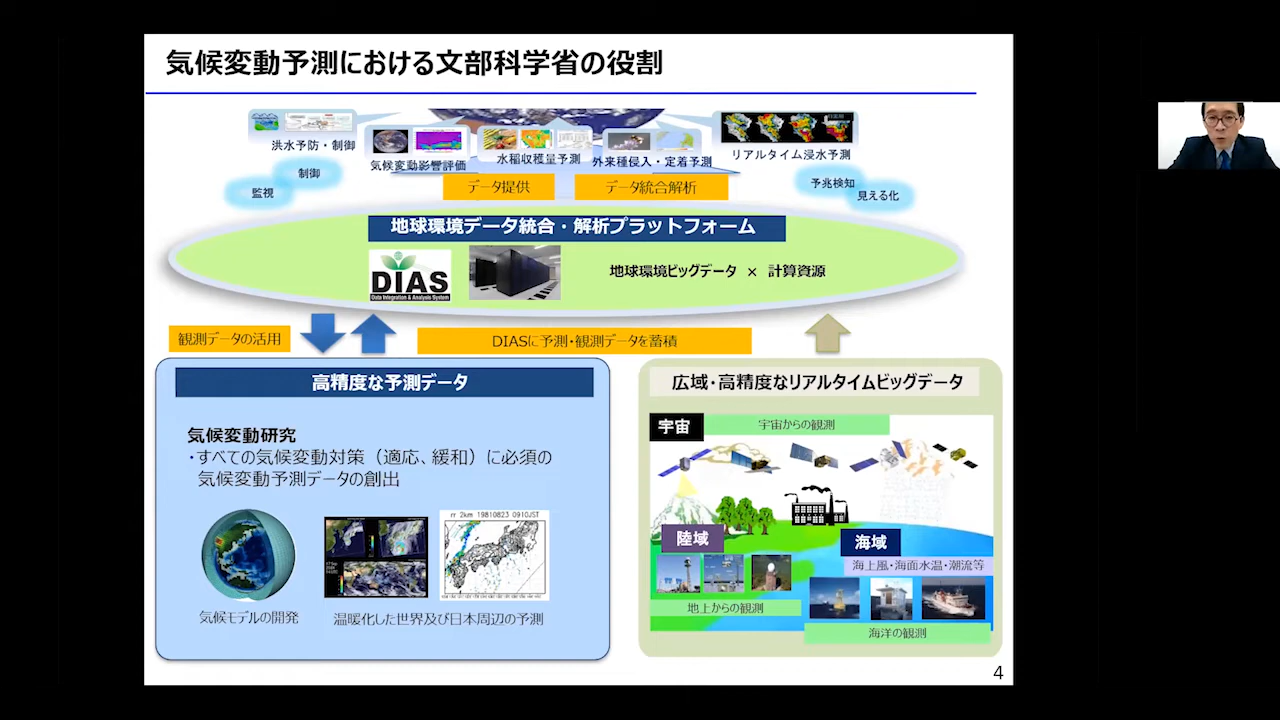 気候変動予測における文部科学省の役割
洪水予防・制御
気候変動影響評価
水稲収穫量予測
外来種侵入・定着予測
リアルタイム浸水予測
制御
監視
データ提供
データ統合解析
予兆検知
見える化
地球環境データ統合・解析プラットフォーム
DIAS
Data Integration & Analysis System
地球環境ビッグデータ × 計算資源
観測データの活用
DIASに予測・観測データを蓄積
高精度な予測データ
気候変動研究
・すべての気候変動対策（適応、緩和）に必須の
気候変動予測データの創出
rr 2km 19810823 0910JST
気候モデルの開発
温暖化した世界及び日本周辺の予測
広域・高精度なリアルタイムビッグデータ
宇宙
宇宙からの観測
陸域
海域
海上風・海面水温・潮流等
地上からの観測
海洋の観測
4